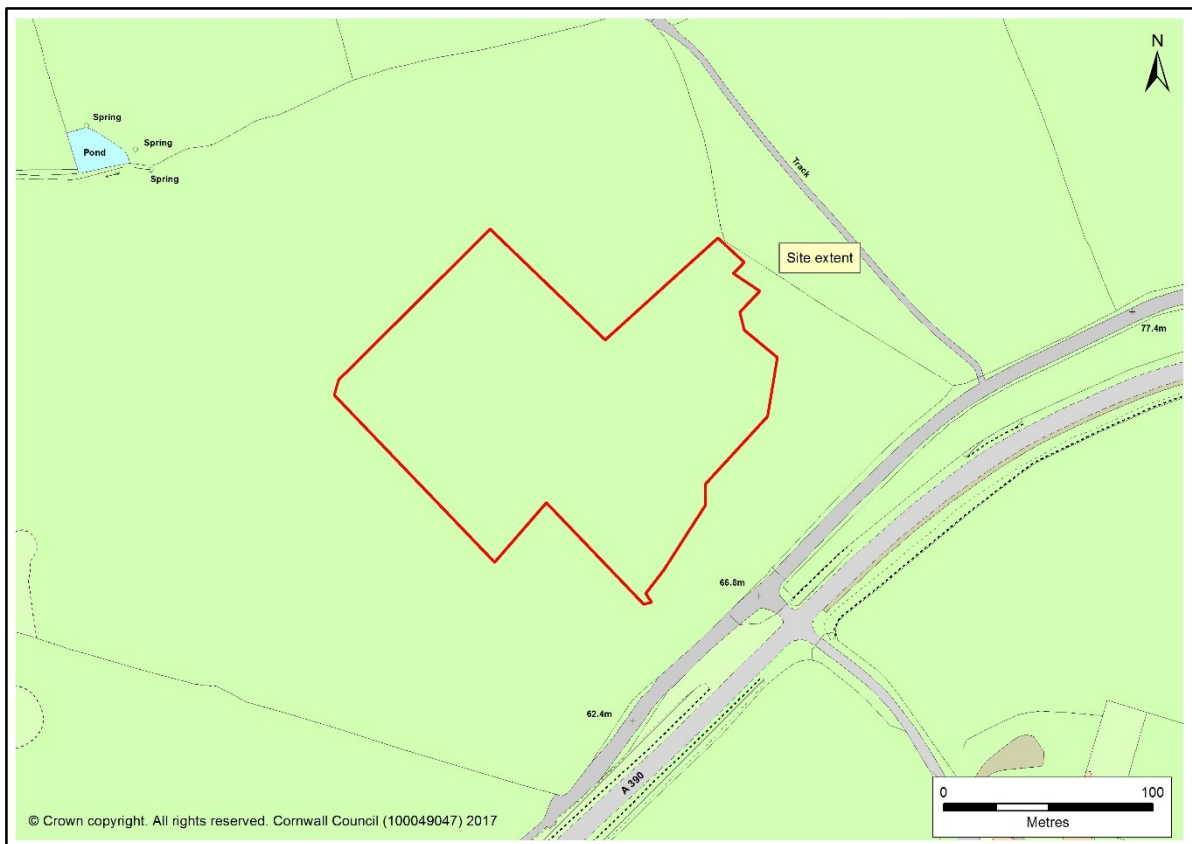 N
Spring
Spring
Pond
Spring
Track
Site extent
77.4m
66.8m
62.4m
A 390
0 100
Metres
© Crown copyright. All rights reserved. Cornwall Council (100049047) 2017